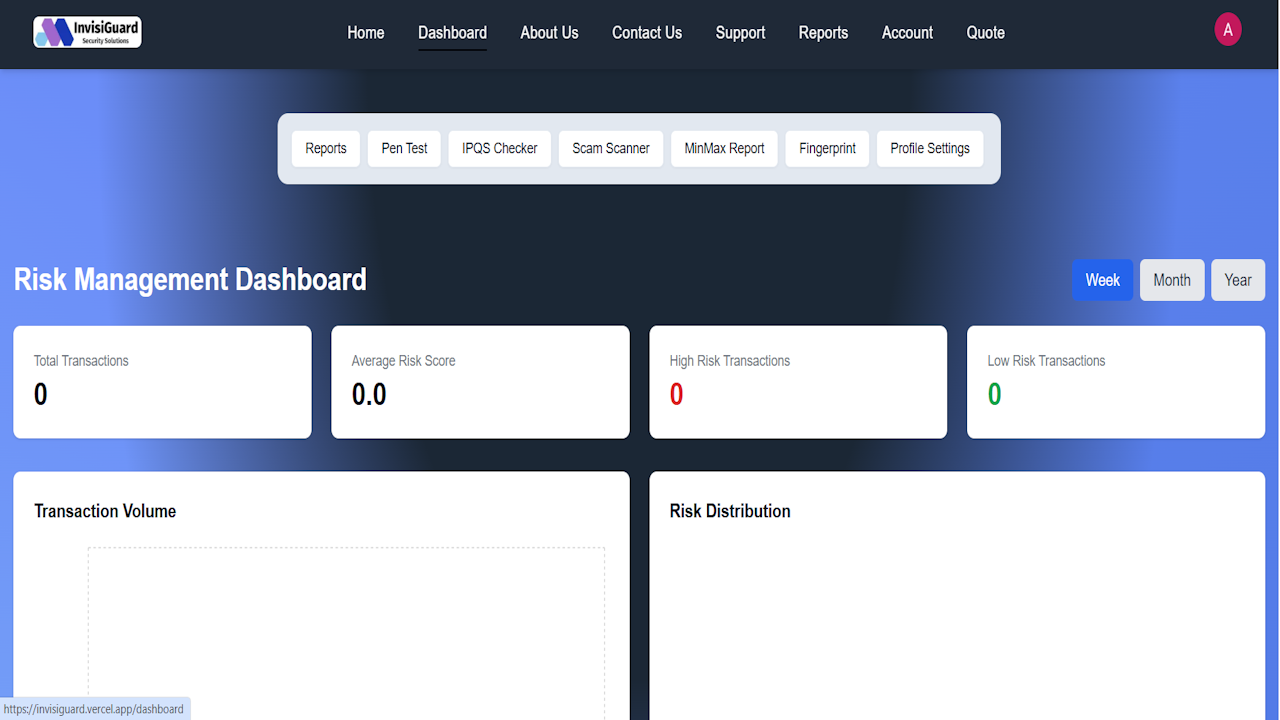 InvisiGuard
Security Solutions
Home Dashboard About Us Contact Us Support Reports Account Quote
A
Reports Pen Test IPQS Checker Scam Scanner MinMax Report Fingerprint Profile Settings
Risk Management Dashboard
Week Month Year
Total Transactions
0
Average Risk Score
0.0
High Risk Transactions
0
Low Risk Transactions
0
Transaction Volume
Risk Distribution
https://invisiguard.vercel.app/dashboard